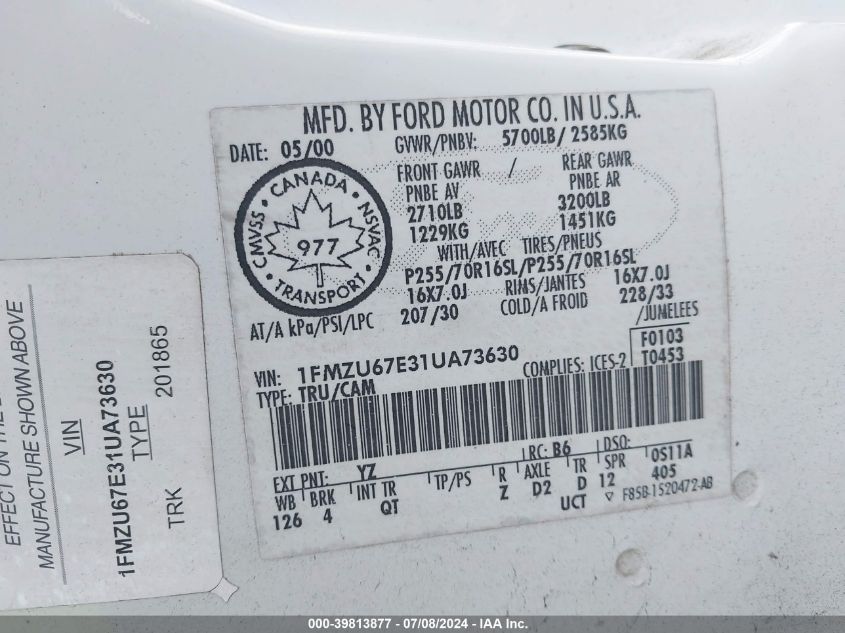 MFD. BY FORD MOTOR CO. IN U.S.A.
DATE: 05/00 GVWR/PNBV: 5700LB/ 2585KG
FRONT GAWR / REAR GAWR
PNBE AV PNBE AR
2710LB 3200LB
1229KG 1451KG
WITH/AVEC TIRES/PNEUS
P255/70R16SL/P255/70R16SL
16X7.0J RIMS/JANTES 16X7.0J
AT/A kPa/PSI/LPC 207/30 COLD/A FROID 228/33
/JUMELEES
CANADA
CMVSS NSVAC
977
TRANSPORT
VIN: 1FMZU67E31UA73630 COMPLIES: ICES-2 F0103
TYPE: TRU/CAM T0453
EXT PNT: YZ RC: B6 DSO:
WB BRK INT TR TP/PS R AXLE TR SPR 0S11A
126 4 QT Z D2 D 12 405
UCT ▽ F85B-1520472-AB
EFFECT ON THE
MANUFACTURE SHOWN ABOVE
VIN
1FMZU67E31UA73630
TYPE
TRK 201865
000-39813877 - 07/08/2024 - IAA Inc.